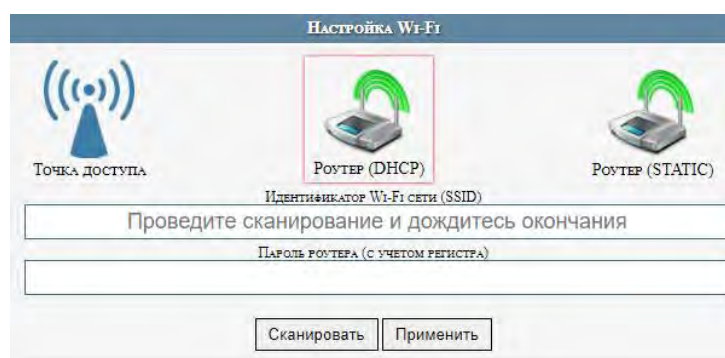 Настройка Wi-Fi
Точка доступа
Роутер (DHCP)
Роутер (STATIC)
Идентификатор Wi-Fi сети (SSID)
Проведите сканирование и дождитесь окончания
Пароль роутера (с учетом регистра)
Сканировать
Применить